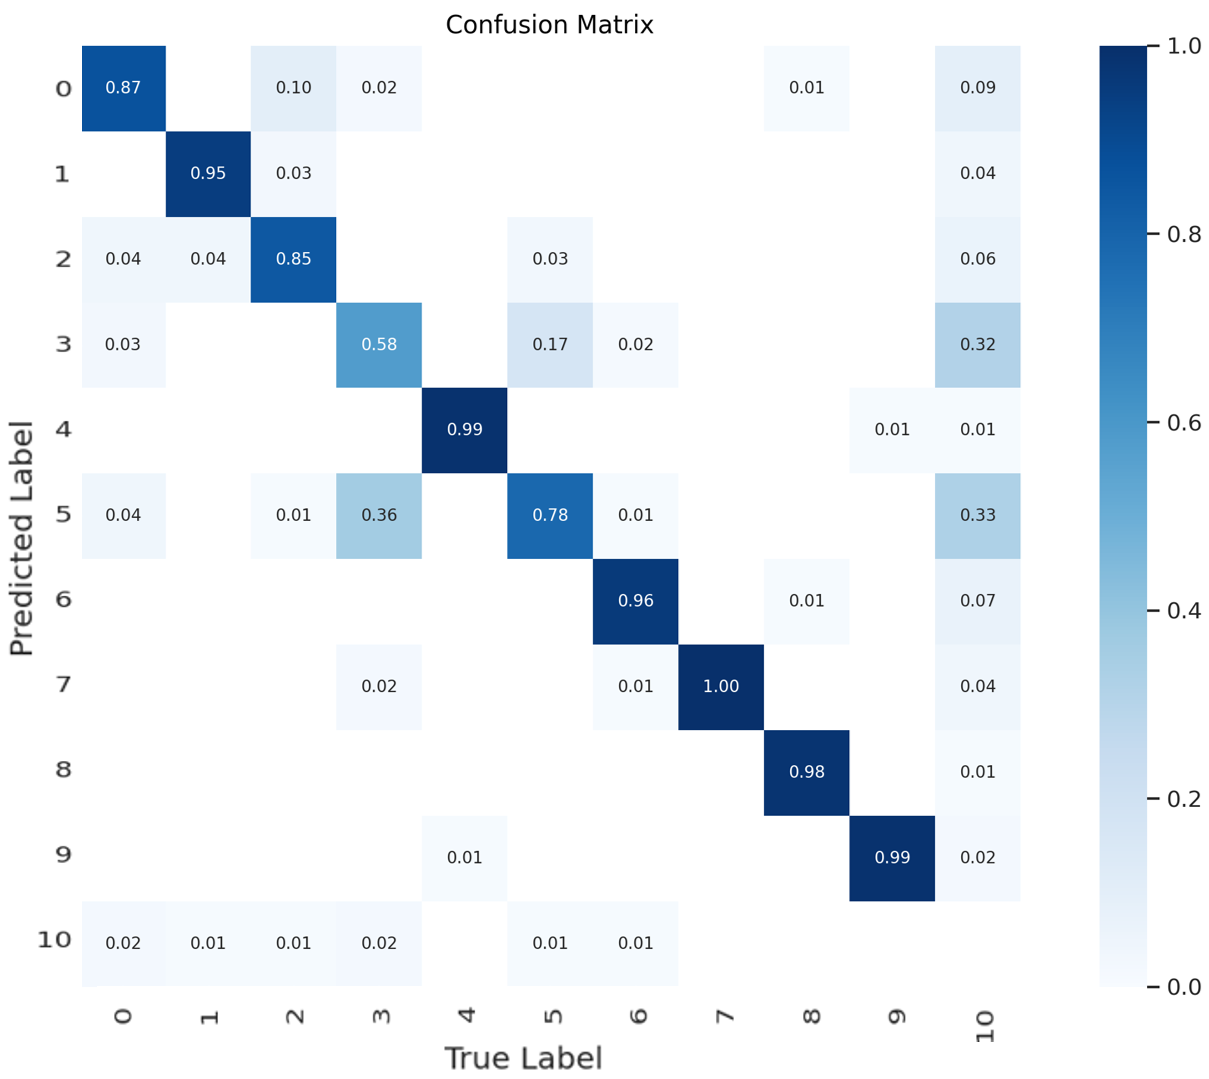 Confusion Matrix
0 0.87 0.10 0.02 0.01 0.09
1 0.95 0.03 0.04
2 0.04 0.04 0.85 0.03 0.06
3 0.03 0.58 0.17 0.02 0.32
4 0.99 0.01 0.01
5 0.04 0.01 0.36 0.78 0.01 0.33
6 0.96 0.01 0.07
7 0.02 0.01 1.00 0.04
8 0.98 0.01
9 0.01 0.99 0.02
10 0.02 0.01 0.01 0.02 0.01 0.01
0 1 2 3 4 5 6 7 8 9 10
True Label
Predicted Label
1.0
0.8
0.6
0.4
0.2
0.0